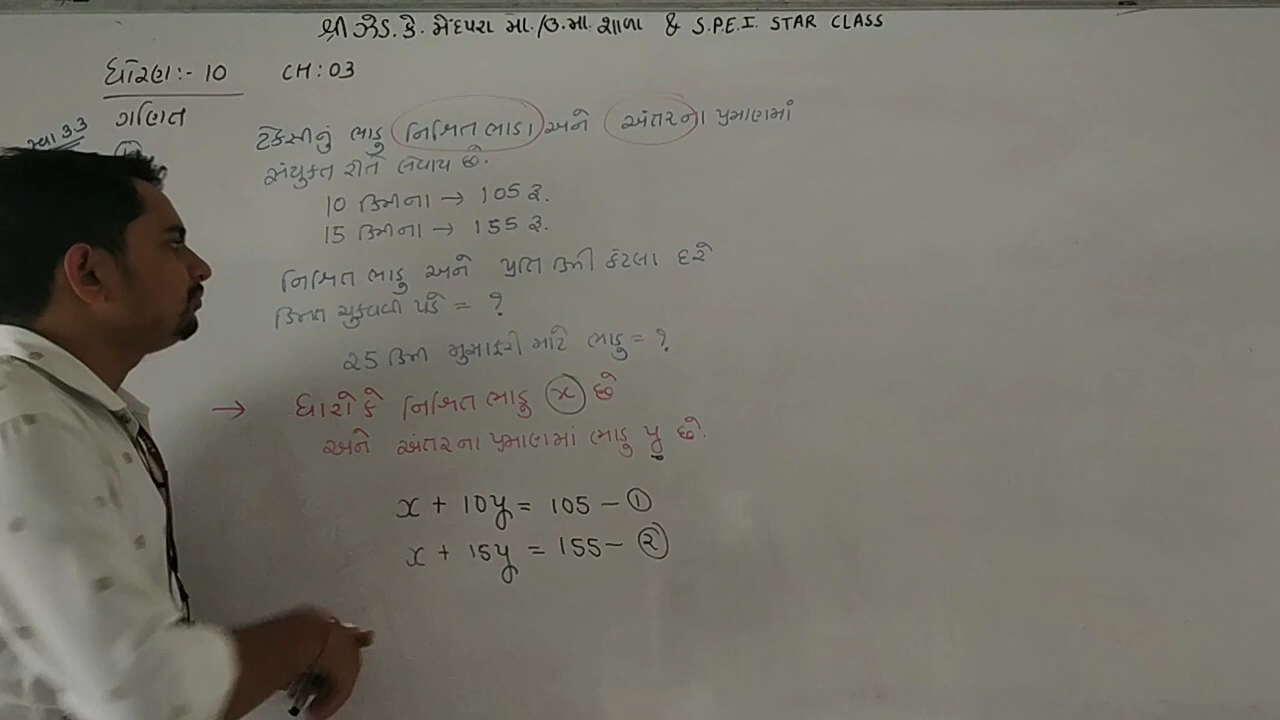 શ્રી ઝેડ. કે. મેંદપરા મા./ઉ.મા. શાળા & S.P.E.I. STAR CLASS
ધોરણ:- 10 CH: 03
ગણિત
સ્વા 3.3
ટેકસીનું ભાડુ નિશ્ચિત ભાડા અને અંતરના પ્રમાણમાં
સંયુક્ત રીતે લેવાય છે.
10 કિમીના → 105 રૂ.
15 કિમીના → 155 રૂ.
નિશ્ચિત ભાડુ અને પ્રતિ કિમી કેટલા દરે
કિંમત ચુકવવી પડે = ?
25 કિમી મુસાફરી માટે ભાડુ = ?
→ ધારો કે નિશ્ચિત ભાડુ x છે
અને અંતરના પ્રમાણમાં ભાડુ y છે.
x + 10y = 105 – ①
x + 15y = 155 – ②